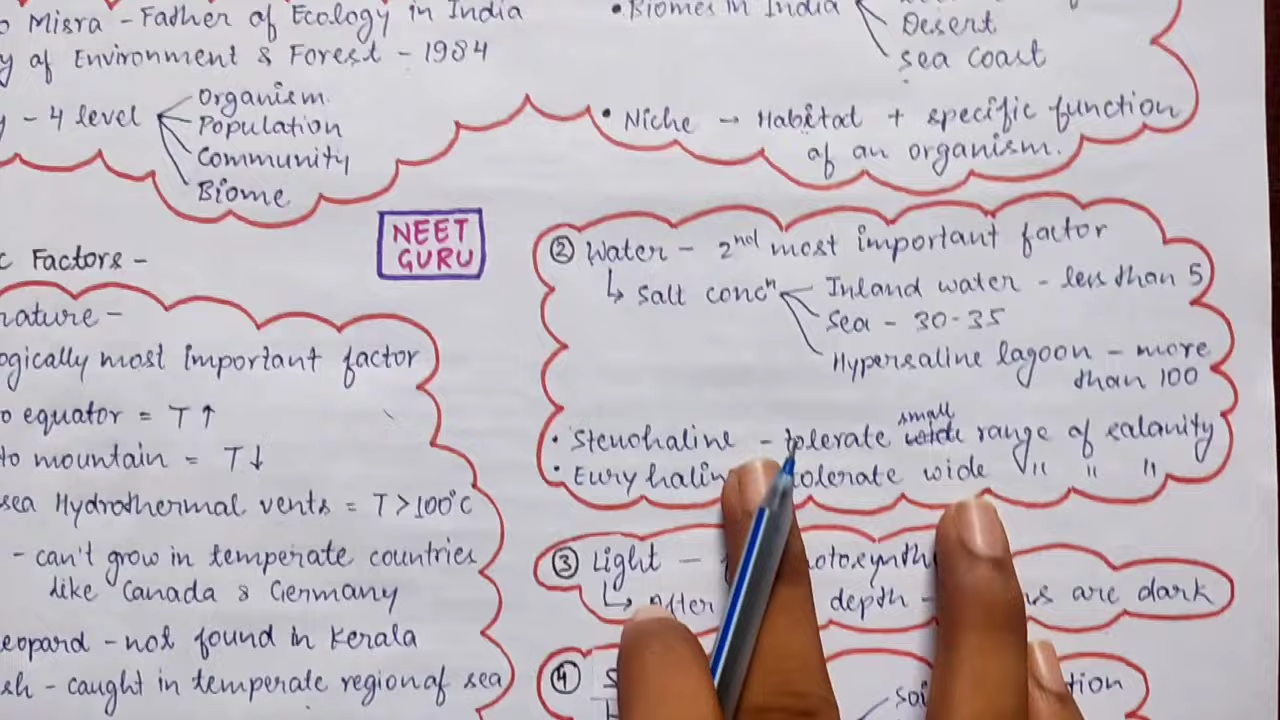 o Misra - Father of Ecology in India
y of Environment & Forest - 1984
y - 4 level
Organism
Population
Community
Biome
• Biomes in India
Desert
sea coast
• Niche → Habitat + specific function
of an organism.
NEET
GURU
c Factors -
nature -
ogically most important factor
o equator = T ↑
to mountain = T ↓
sea Hydrothermal vents = T > 100°C
- can't grow in temperate countries
like Canada & Germany
eopard - not found in Kerala
sh - caught in temperate region of sea
② Water - 2nd most important factor
↳ Salt concn
Inland water - less than 5
Sea - 30-35
Hypersaline lagoon - more
than 100
• Stenohaline - tolerate small range of salanity
• Euryhalin tolerate wide " " "
③ Light -
depth - are dark
④